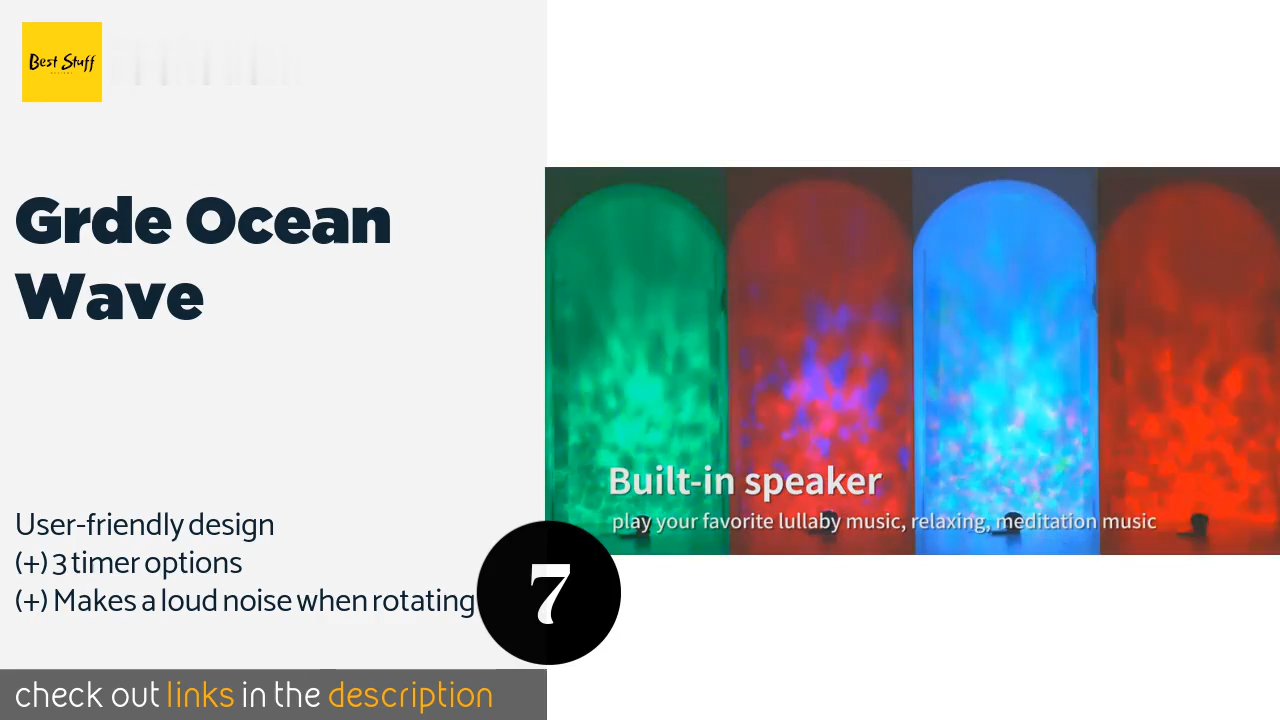 Best Stuff
Grde Ocean
Wave
User-friendly design
(+) 3 timer options
(+) Makes a loud noise when rotating
7
Built-in speaker
play your favorite lullaby music, relaxing, meditation music
check out links in the description